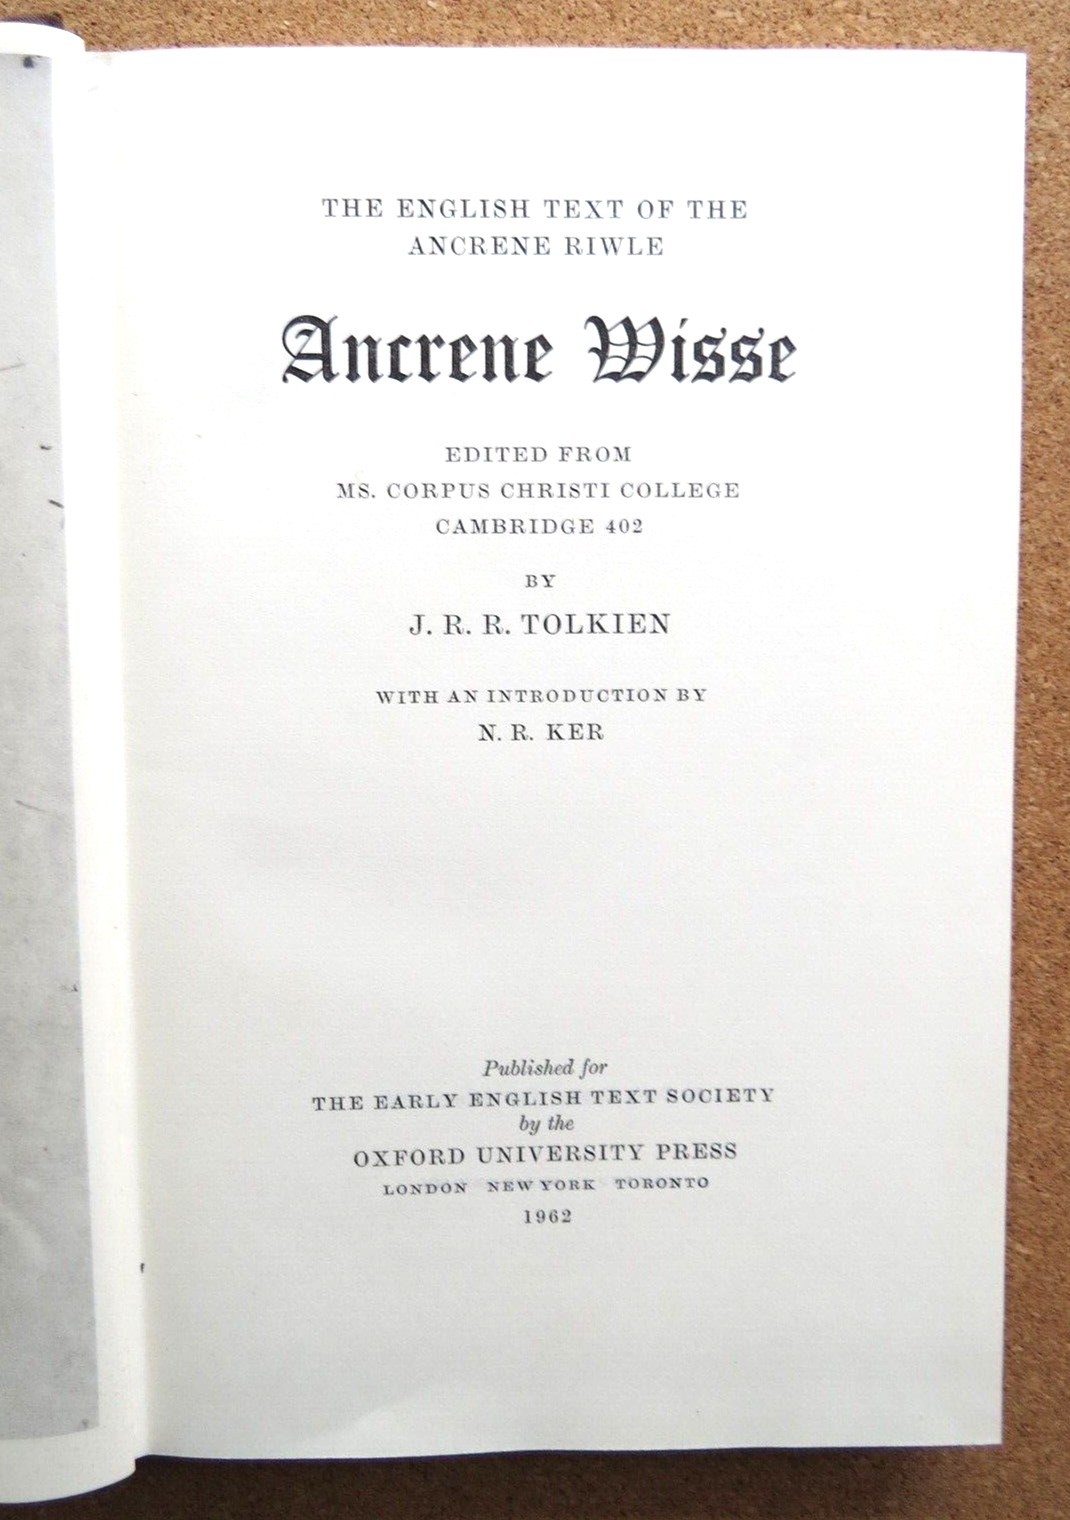 THE ENGLISH TEXT OF THE
ANCRENE RIWLE
Ancrene Wisse
EDITED FROM
MS. CORPUS CHRISTI COLLEGE
CAMBRIDGE 402
BY
J. R. R. TOLKIEN
WITH AN INTRODUCTION BY
N. R. KER
Published for
THE EARLY ENGLISH TEXT SOCIETY
by the
OXFORD UNIVERSITY PRESS
LONDON NEW YORK TORONTO
1962